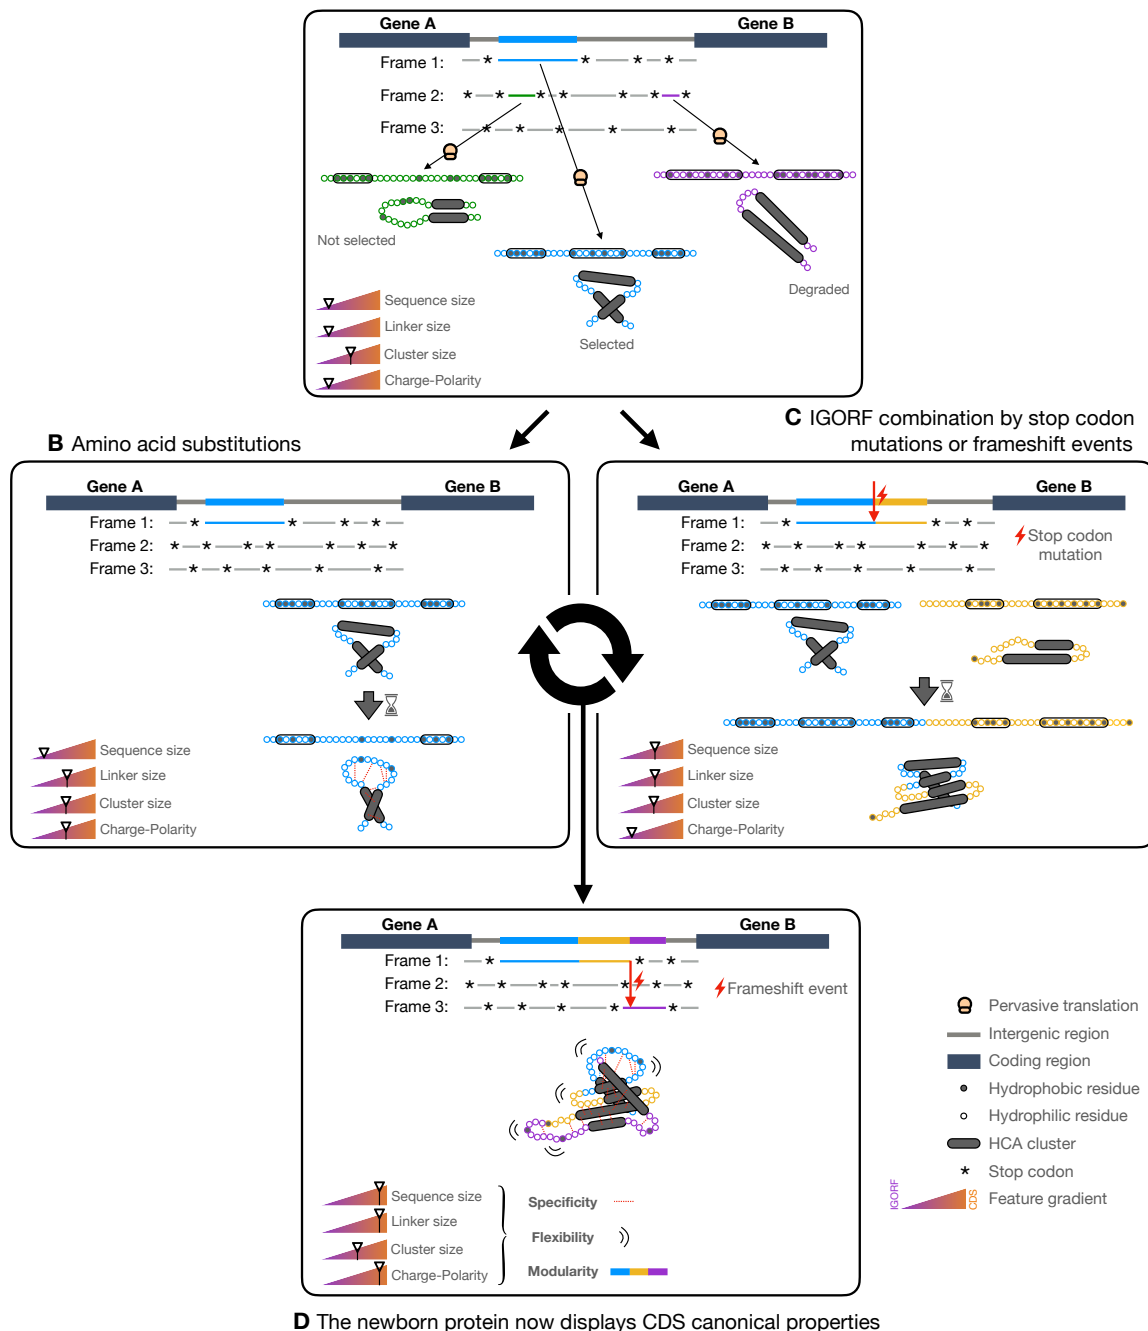 Gene A
Gene B
Frame 1:
* * * *
Frame 2:
* * * * * * *
Frame 3:
* * * * *
Not selected
Selected
Degraded
Sequence size
Linker size
Cluster size
Charge-Polarity
B Amino acid substitutions
Gene A
Gene B
Frame 1:
* * * *
Frame 2:
* * * * * * *
Frame 3:
* * * * *
Sequence size
Linker size
Cluster size
Charge-Polarity
C IGORF combination by stop codon
mutations or frameshift events
Gene A
Gene B
Frame 1:
* * *
Frame 2:
* * * * * * *
Frame 3:
* * * * *
Stop codon
mutation
Sequence size
Linker size
Cluster size
Charge-Polarity
Gene A
Gene B
Frame 1:
* * *
Frame 2:
* * * * * * *
Frame 3:
* * * * *
Frameshift event
Sequence size
Linker size
Cluster size
Charge-Polarity
Specificity
Flexibility
Modularity
D The newborn protein now displays CDS canonical properties
Pervasive translation
Intergenic region
Coding region
Hydrophobic residue
Hydrophilic residue
HCA cluster
* Stop codon
IGORF
CDS
Feature gradient